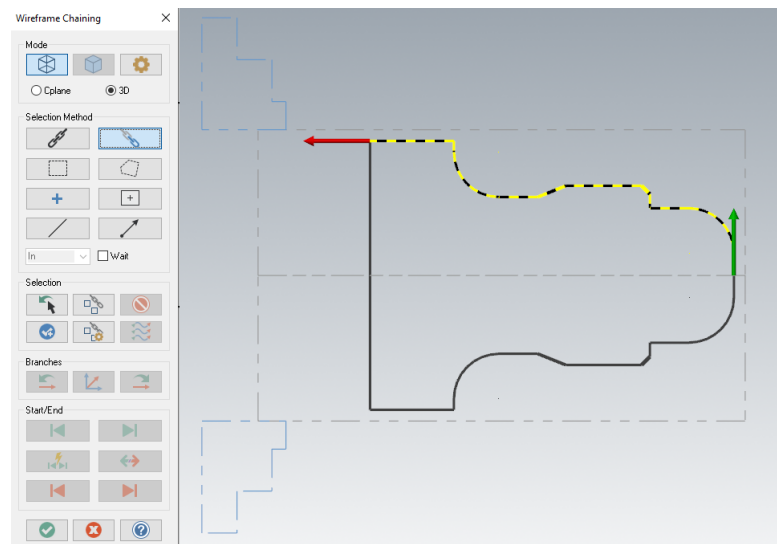 Wireframe Chaining
Mode
Cplane
3D
Selection Method
In
Wait
Selection
Branches
Start/End